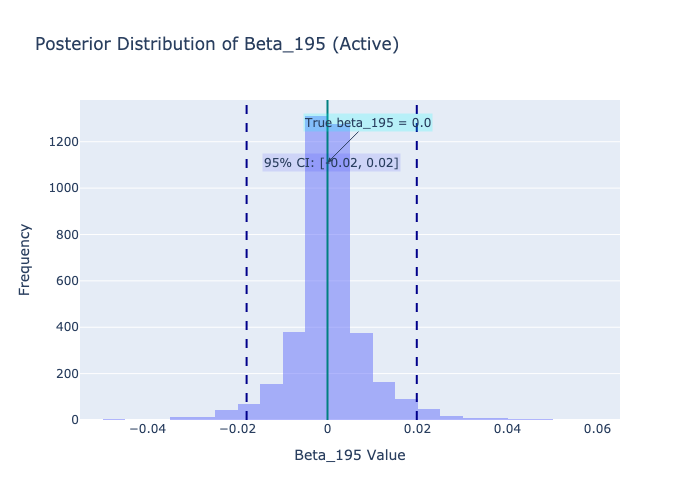 Posterior Distribution of Beta_195 (Active)
True beta_195 = 0.0
95% CI: [-0.02, 0.02]
Frequency
1200
1000
800
600
400
200
0
−0.04
−0.02
0
0.02
0.04
0.06
Beta_195 Value